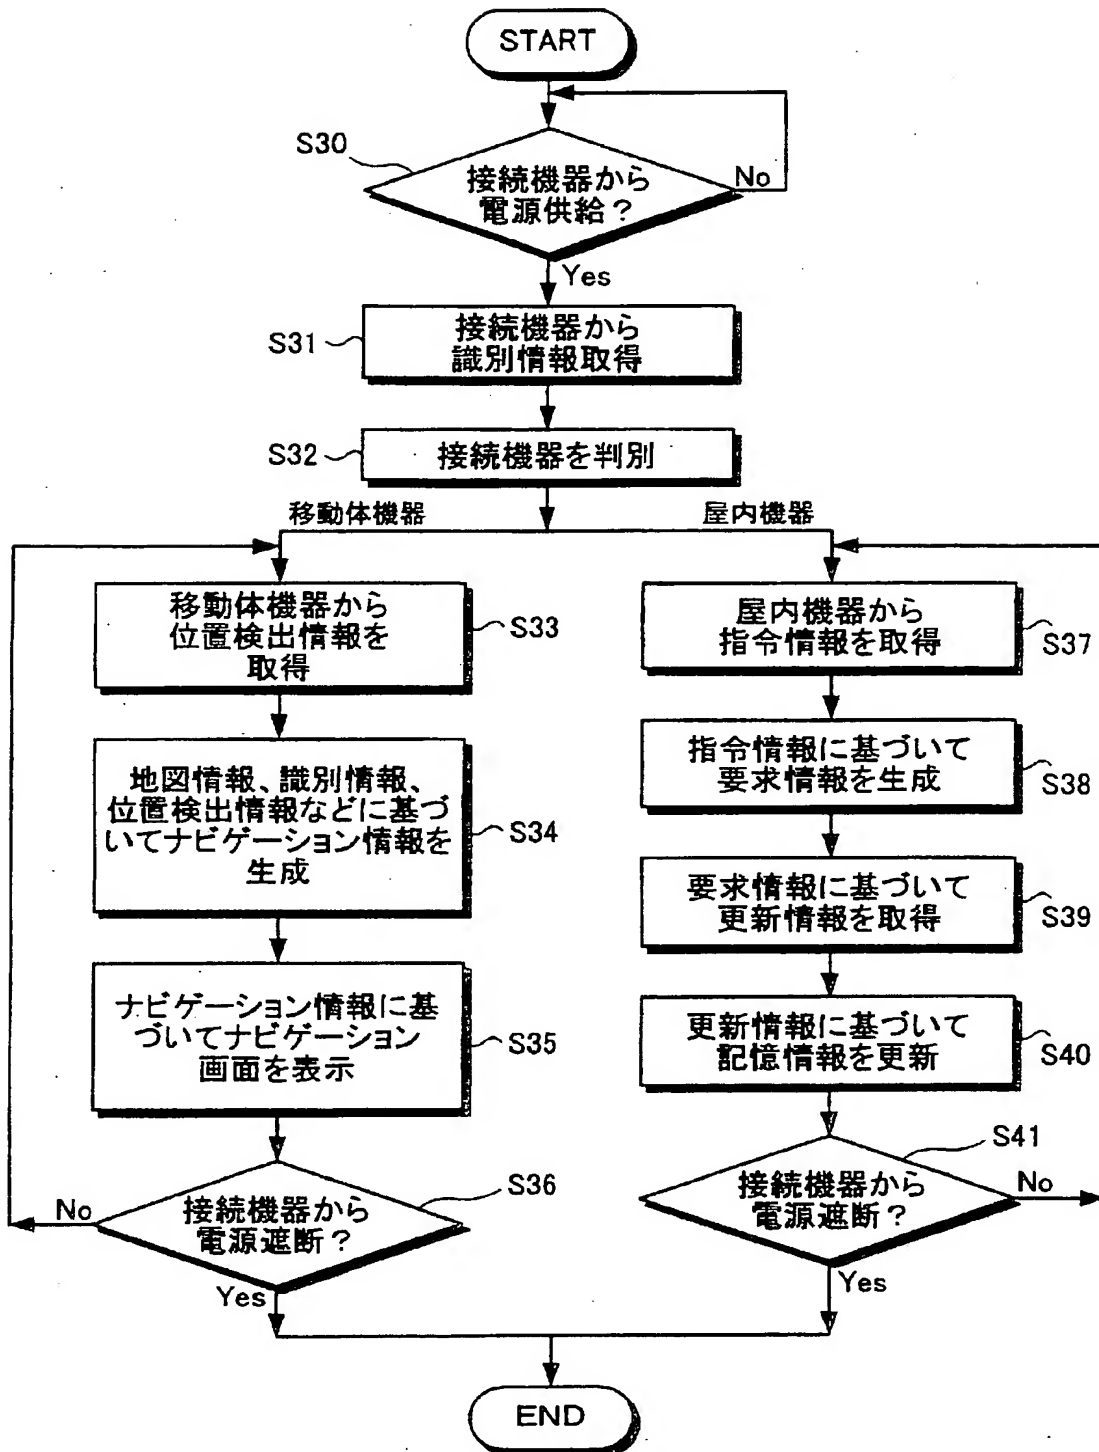 START
S30
接続機器から
電源供給?
No
Yes
S31
接続機器から
識別情報取得
S32
接続機器を判別
移動体機器
屋内機器
移動体機器から
位置検出情報を
取得
S33
地図情報、識別情報、
位置検出情報などに基づ
いてナビゲーション情報を
生成
S34
ナビゲーション情報に基
づいてナビゲーション
画面を表示
S35
接続機器から
電源遮断?
S36
No
Yes
屋内機器から
指令情報を取得
S37
指令情報に基づいて
要求情報を生成
S38
要求情報に基づいて
更新情報を取得
S39
更新情報に基づいて
記憶情報を更新
S40
接続機器から
電源遮断?
S41
No
Yes
END